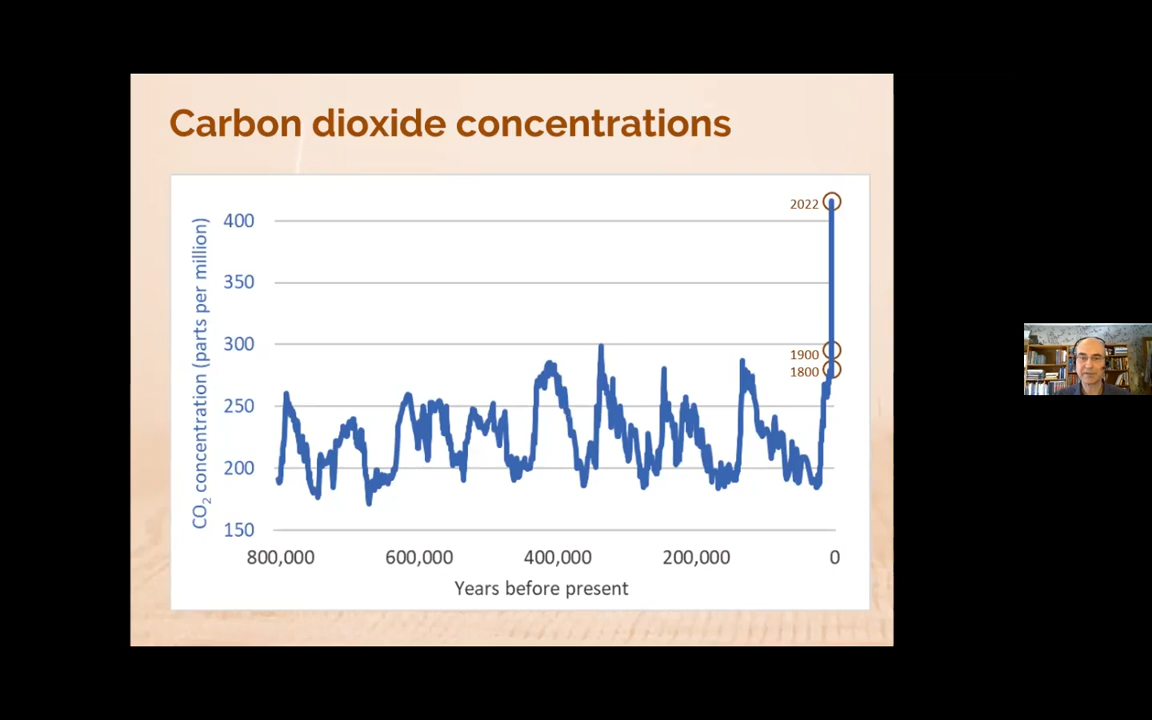 Carbon dioxide concentrations
CO₂ concentration (parts per million)
400
350
300
250
200
150
2022
1900
1800
800,000 600,000 400,000 200,000 0
Years before present